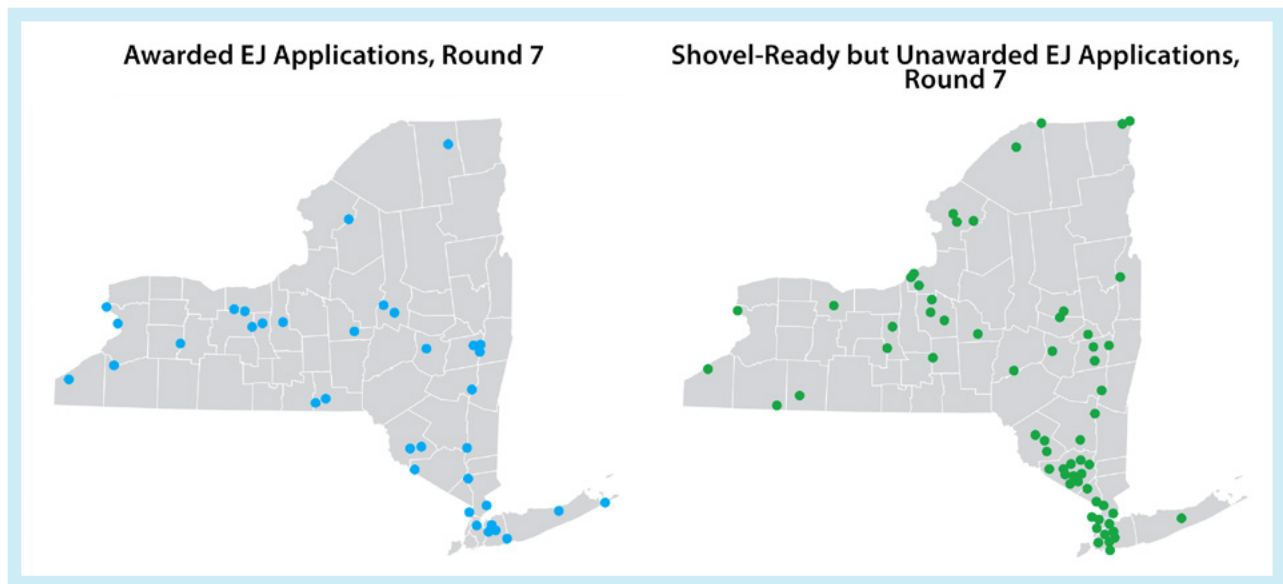 Awarded EJ Applications, Round 7
Shovel-Ready but Unawarded EJ Applications,
Round 7